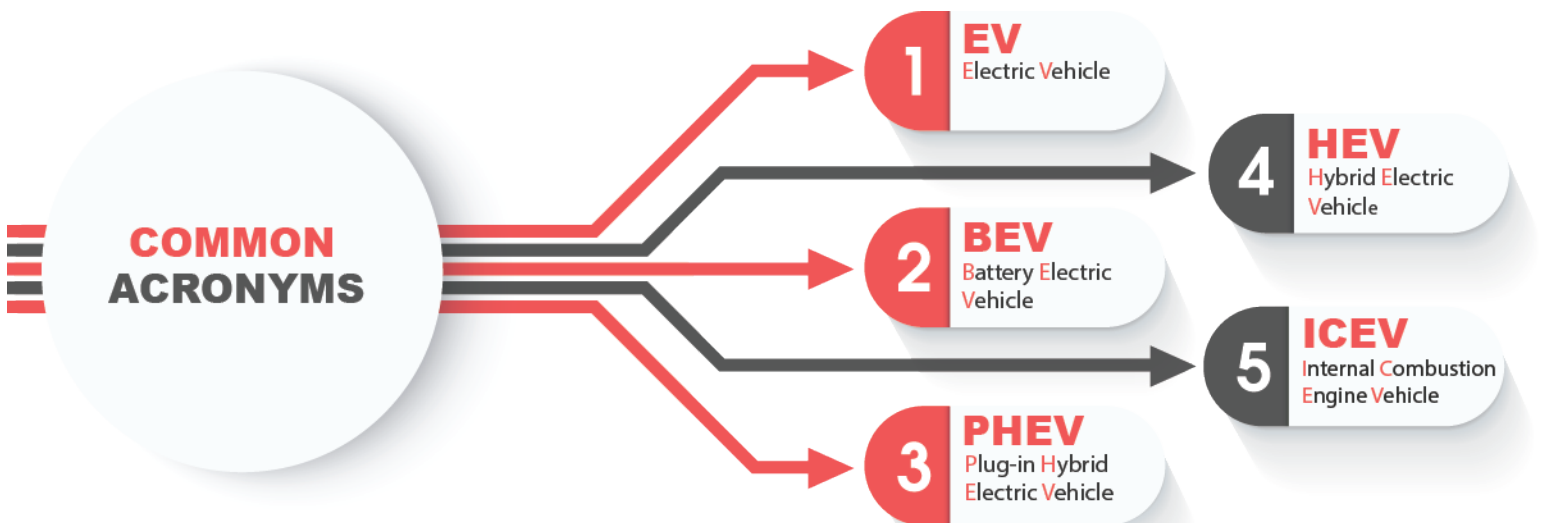 COMMON
ACRONYMS
1
EV
Electric Vehicle
2
BEV
Battery Electric
Vehicle
3
PHEV
Plug-in Hybrid
Electric Vehicle
4
HEV
Hybrid Electric
Vehicle
5
ICEV
Internal Combustion
Engine Vehicle